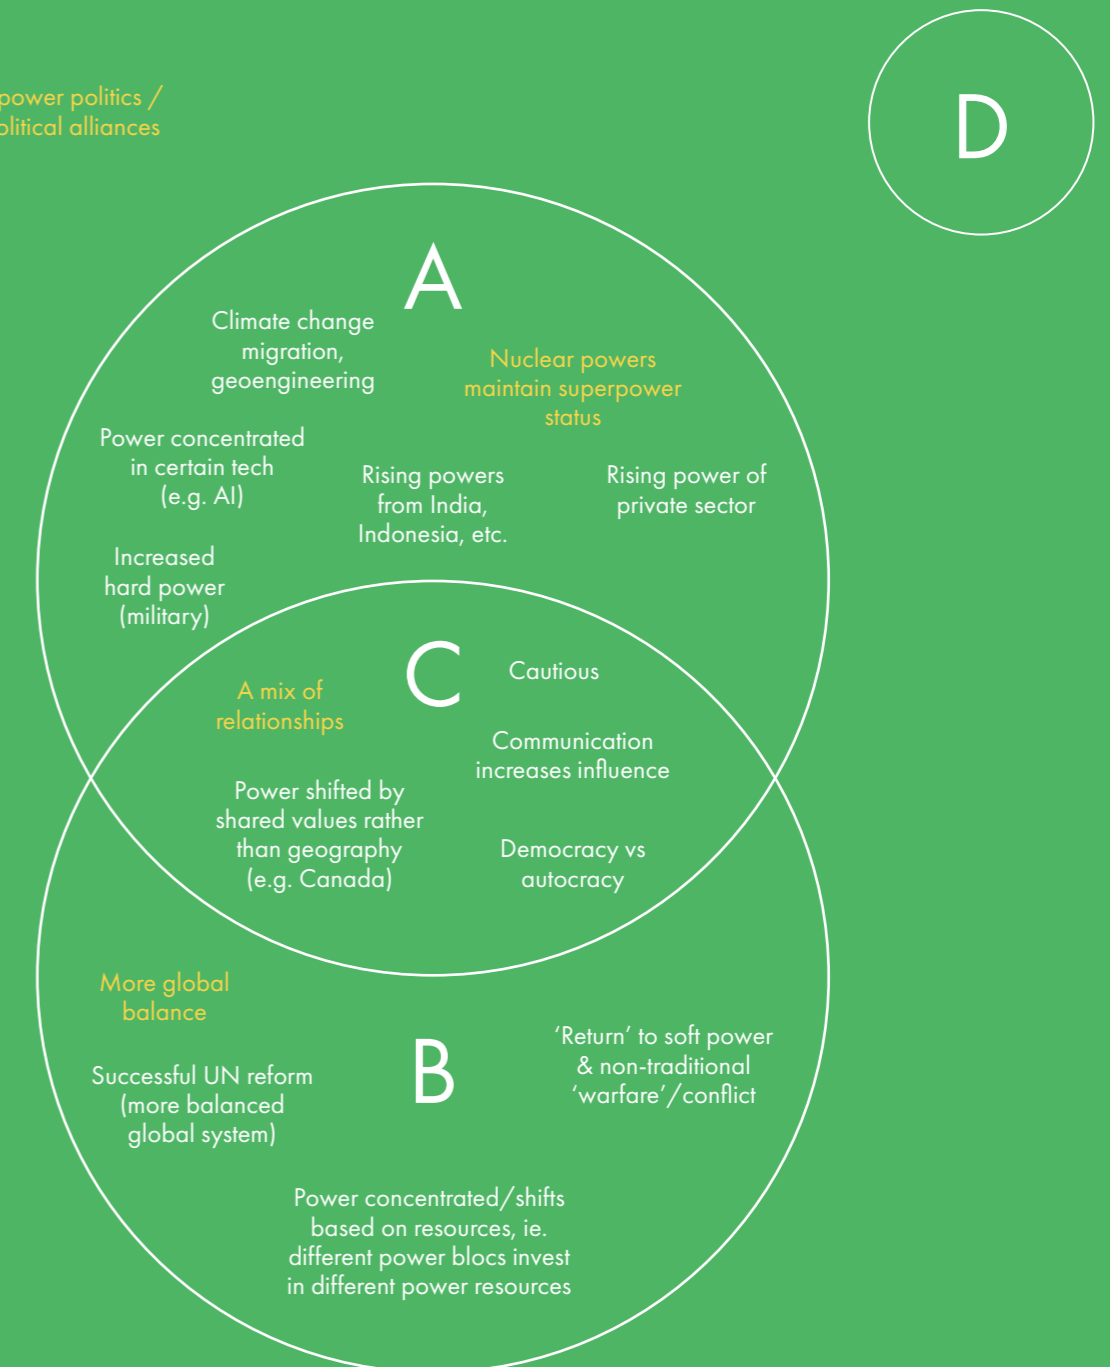 power politics /
political alliances
D
A
Climate change
migration,
geoengineering
Nuclear powers
maintain superpower
status
Power concentrated
in certain tech
(e.g. AI)
Rising powers
from India,
Indonesia, etc.
Rising power of
private sector
Increased
hard power
(military)
C
Cautious
A mix of
relationships
Communication
increases influence
Power shifted by
shared values rather
than geography
(e.g. Canada)
Democracy vs
autocracy
More global
balance
B
'Return' to soft power
& non-traditional
'warfare'/conflict
Successful UN reform
(more balanced
global system)
Power concentrated/shifts
based on resources, ie.
different power blocs invest
in different power resources